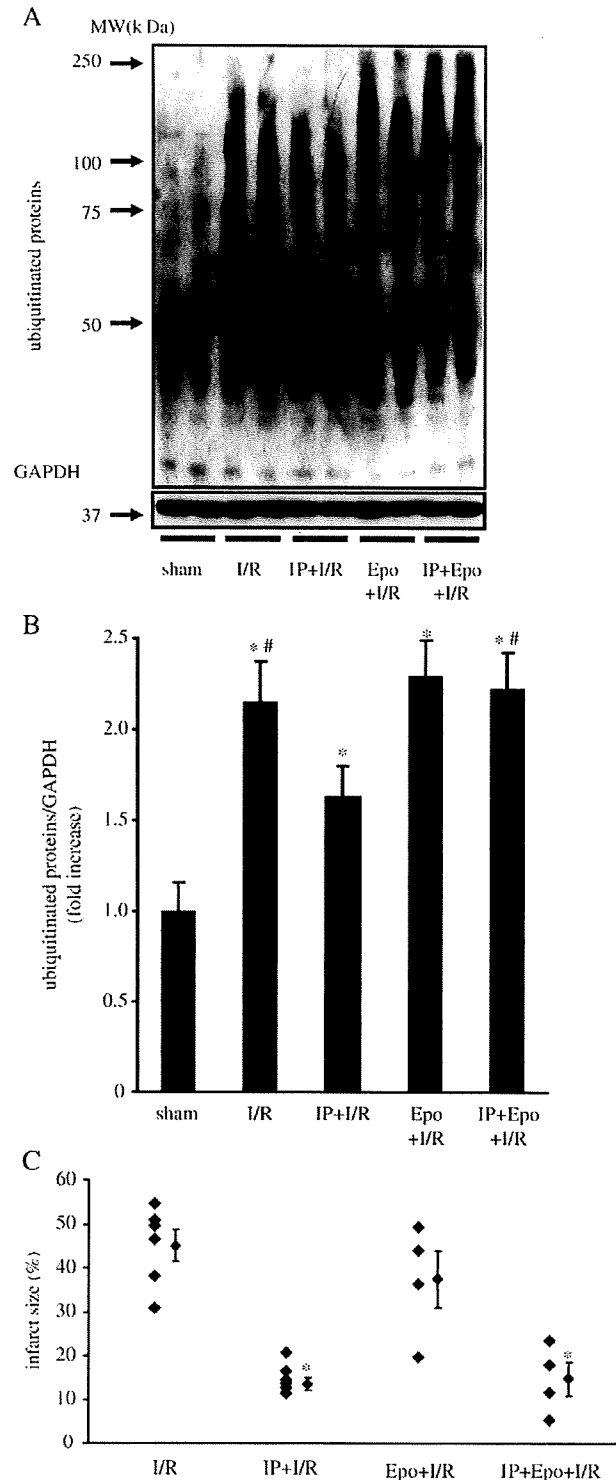 A
MW(k Da)
250
100
75
50
ubiquitinated proteins
GAPDH
37
sham I/R IP+I/R Epo +I/R IP+Epo +I/R
B
* # * * * #
2.5
2.0
1.5
1.0
0.5
0
ubiquitinated proteins/GAPDH
(fold increase)
sham I/R IP+I/R Epo +I/R IP+Epo +I/R
C
60
50
40
30
20
10
0
infarct size (%)
* *
I/R IP+I/R Epo+I/R IP+Epo+I/R